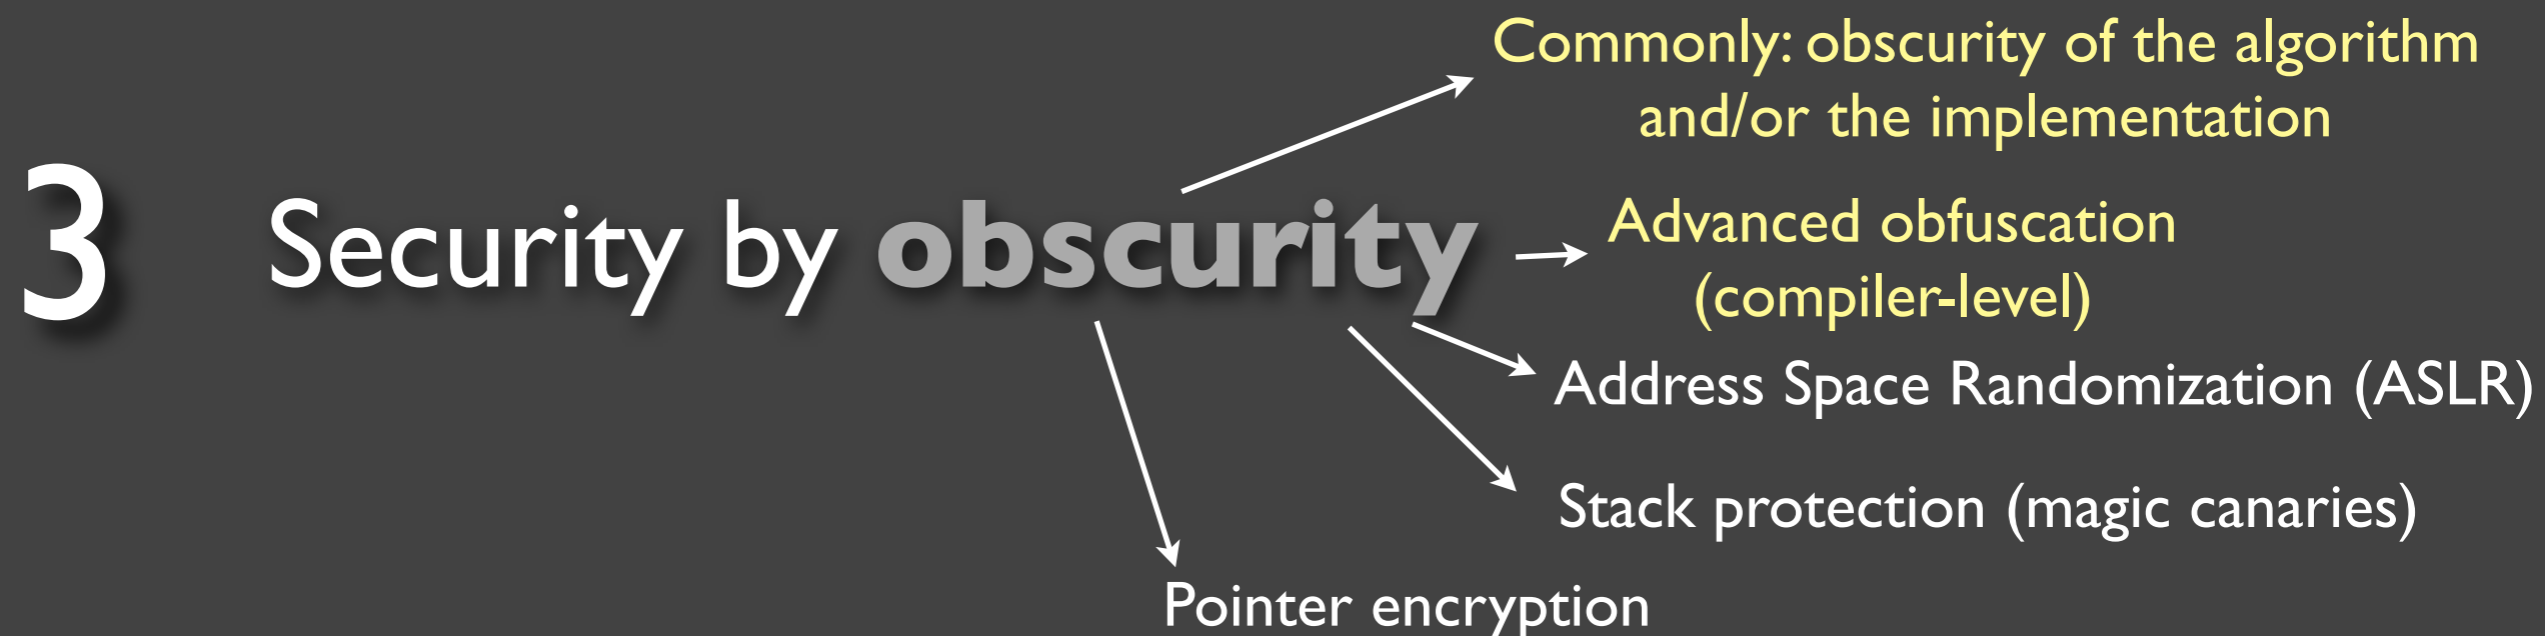 Commonly: obscurity of the algorithm
and/or the implementation
3 Security by obscurity
Advanced obfuscation
(compiler-level)
Address Space Randomization (ASLR)
Stack protection (magic canaries)
Pointer encryption